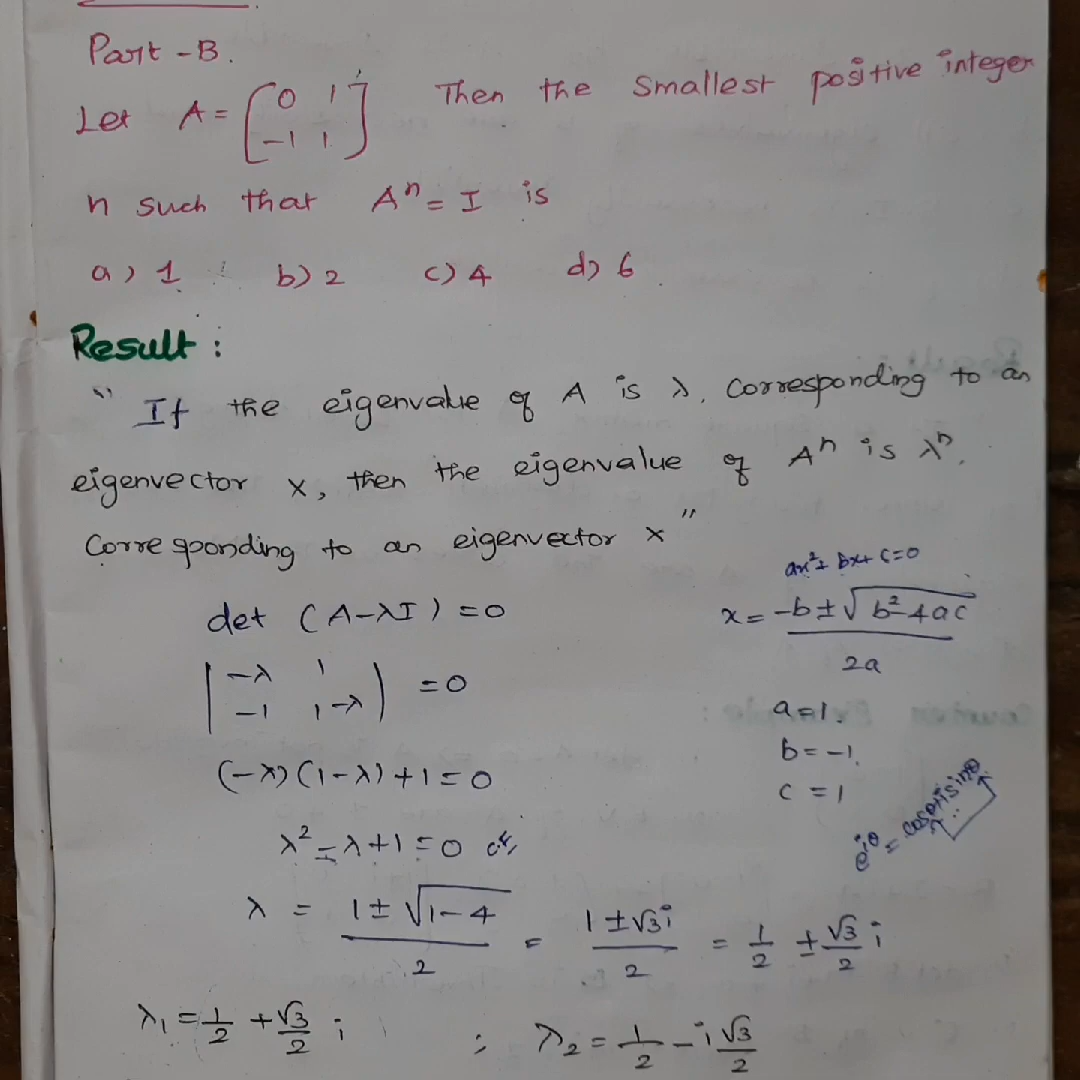 Part - B.
Let A = [0 1; -1 1] Then the smallest positive integer
n such that Aⁿ = I is
a) 1 b) 2 c) 4 d) 6
Result :
"If the eigenvalue of A is λ, corresponding to an
eigenvector x, then the eigenvalue of Aⁿ is λⁿ,
corresponding to an eigenvector x"
ax² + bx + c = 0
det (A-λI) = 0
x = (-b ± √(b²-4ac)) / 2a
|-λ 1; -1 1-λ| = 0
a = 1.
b = -1.
(-λ)(1-λ) + 1 = 0
c = 1
e^{iθ} = cosθ + i sinθ
λ² - λ + 1 = 0
λ = (1 ± √(1-4)) / 2 = (1 ± √3 i) / 2 = 1/2 ± √3/2 i
λ₁ = 1/2 + √3/2 i ; λ₂ = 1/2 - i √3/2